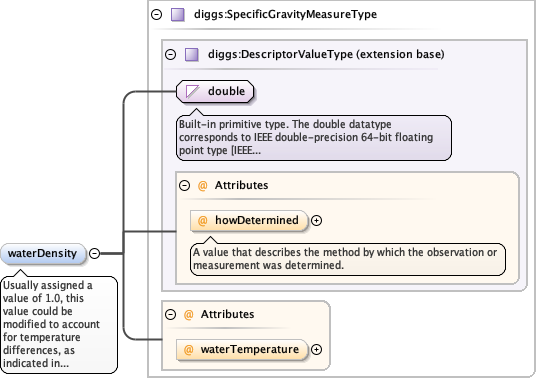 diggs:SpecificGravityMeasureType
diggs:DescriptorValueType (extension base)
double
Built-in primitive type. The double datatype
corresponds to IEEE double-precision 64-bit floating
point type [IEEE...
@ Attributes
@ howDetermined
A value that describes the method by which the observation or
measurement was determined.
waterDensity
Usually assigned a
value of 1.0, this
value could be
modified to account
for temperature
differences, as
indicated in...
@ Attributes
@ waterTemperature